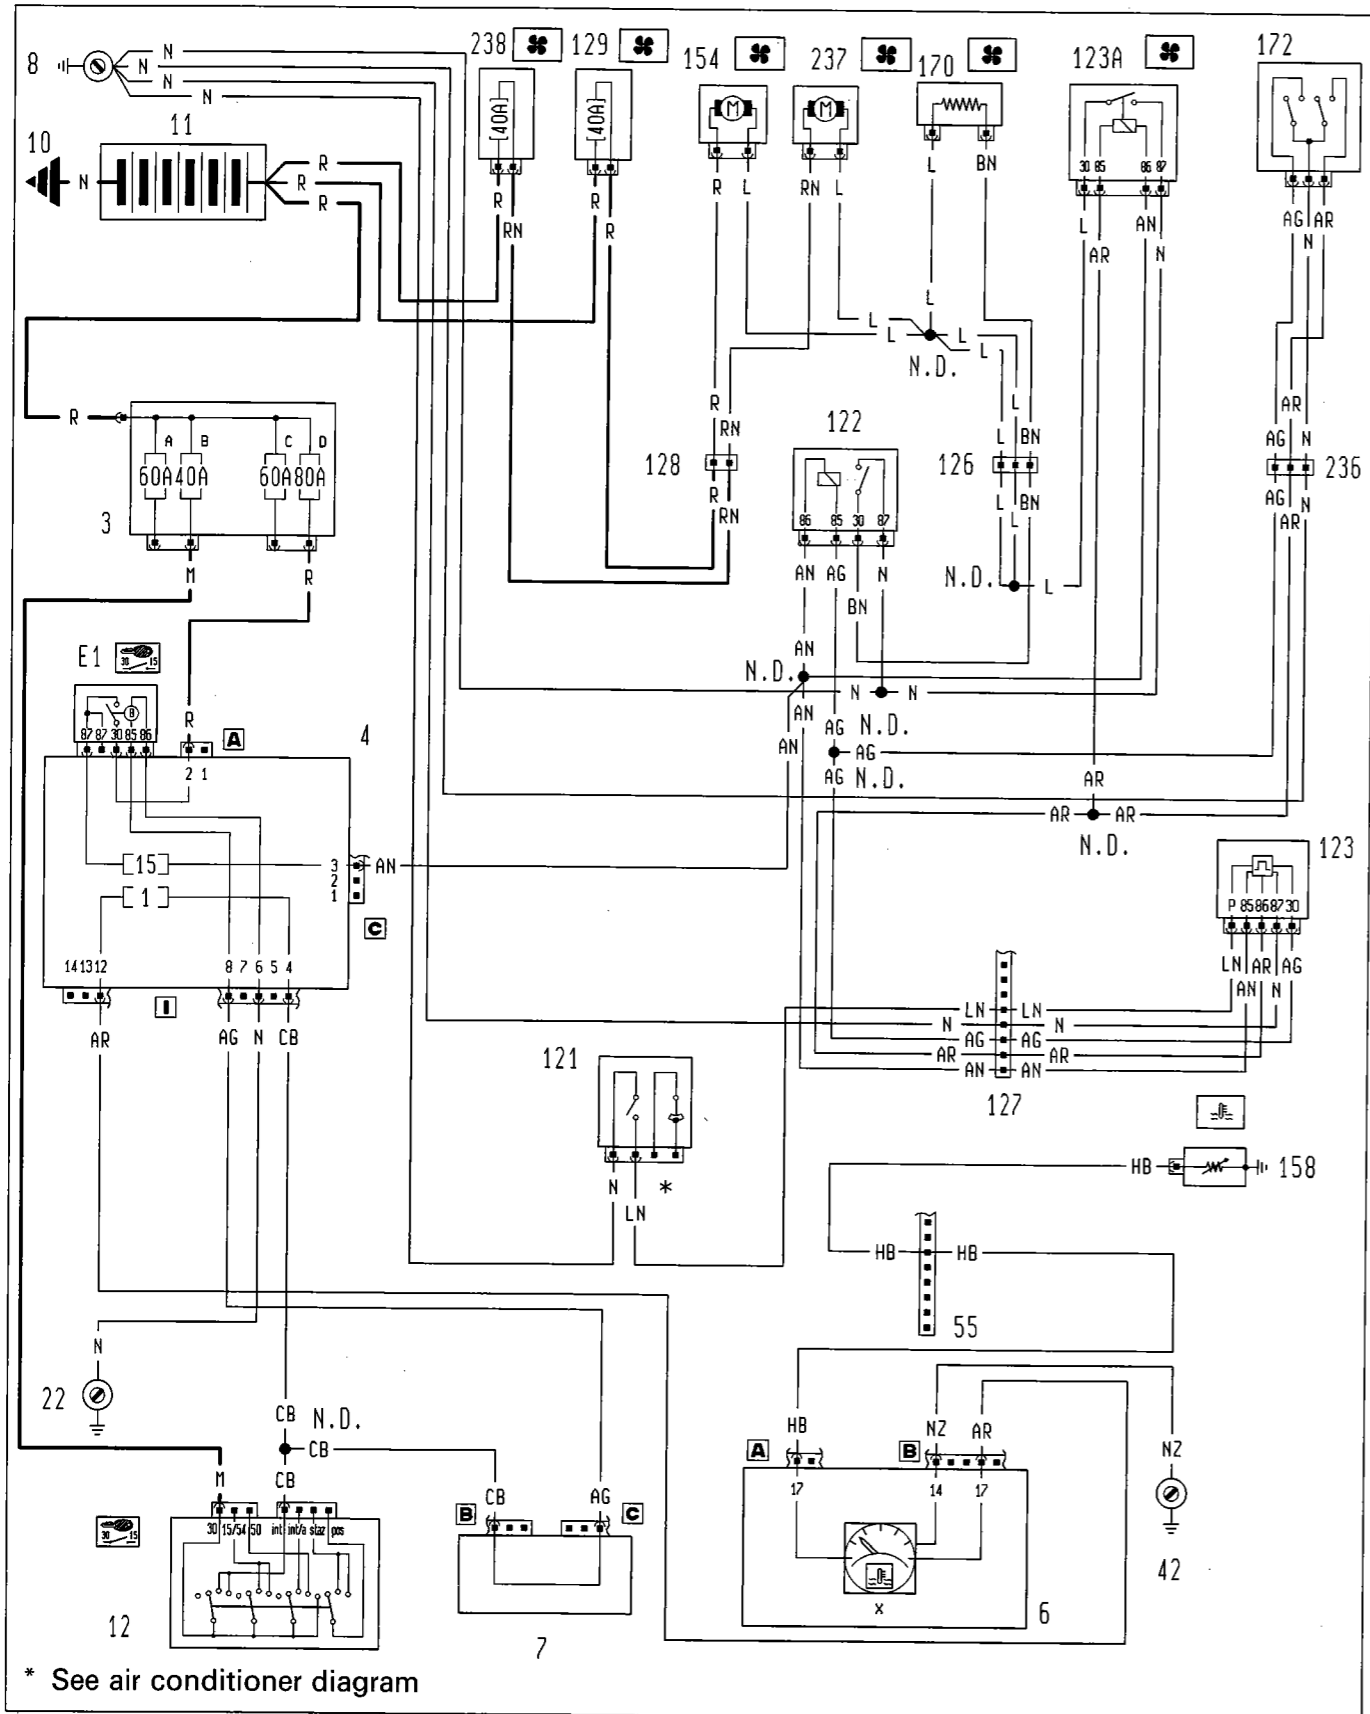 8
N
N
N
N
238
129
154
237
170
123A
172
[40A]
[40A]
M
M
30 85 86 87
10
11
N
R
R
R
R
RN
R
R
R
L
RN
L
L
BN
L
AR
AN
N
AG
N
AR
L
L
L
L
L
N.D.
R
A
B
C
D
60A
40A
60A
80A
3
M
R
R
RN
128
R
RN
122
86 85 30 87
AN
AG
BN
N
126
L
L
BN
L
L
BN
N.D.
L
AR
AG
N
236
AG
AR
N
E1
30 15
B
87 87 30 85 86
R
A
4
2 1
AN
N.D.
N
N
AN
AN
AG
N.D.
AG
AG
N.D.
AR
AR
AR
N.D.
15
1
3
2
1
AN
C
14 13 12
8 7 6 5 4
I
AR
AG
N
CB
123
P 85 86 87 30
LN
AN
AR
N
AG
LN
LN
N
N
AG
AG
AR
AR
AN
AN
127
121
N
LN
*
HB
158
HB
HB
55
N
22
CB
N.D.
CB
CB
M
30 15
30 15/54 50
int int/a staz pos
12
B
CB
AG
C
7
A
HB
B
NZ
AR
17
14
17
X
6
NZ
42
* See air conditioner diagram